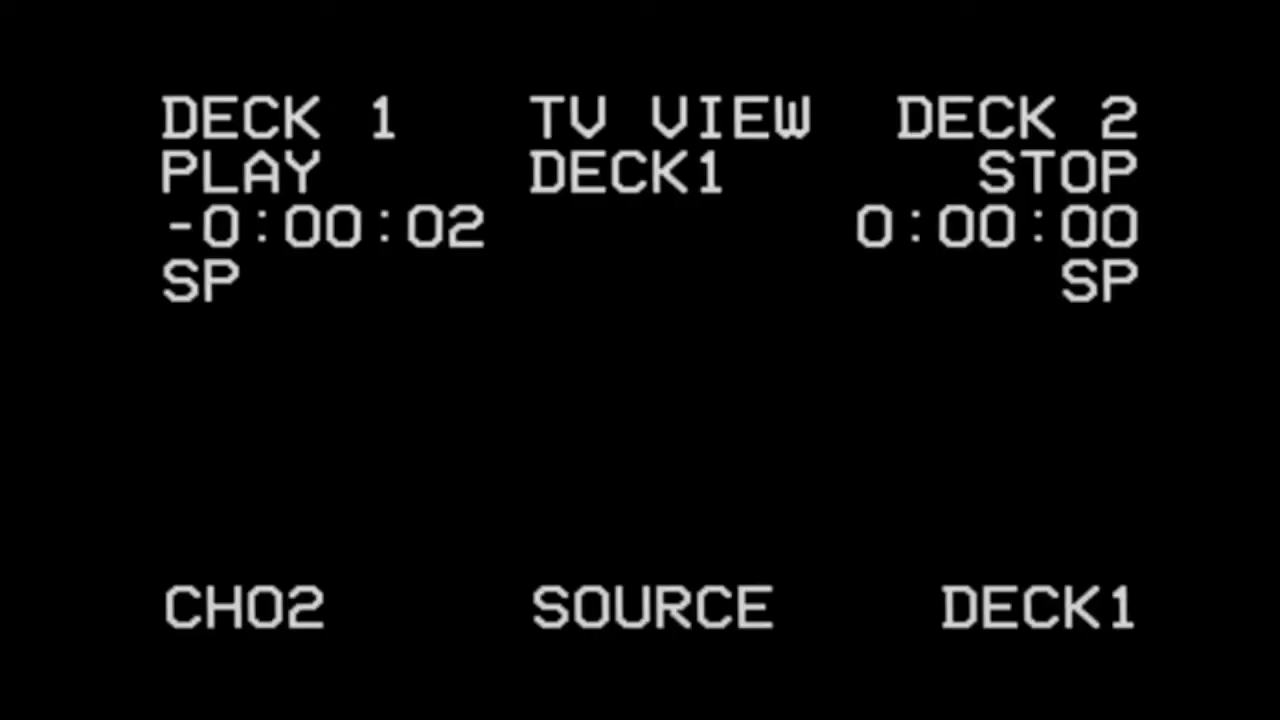 DECK 1 TV VIEW DECK 2
PLAY DECK1 STOP
-0:00:02 0:00:00
SP SP
CH02 SOURCE DECK1